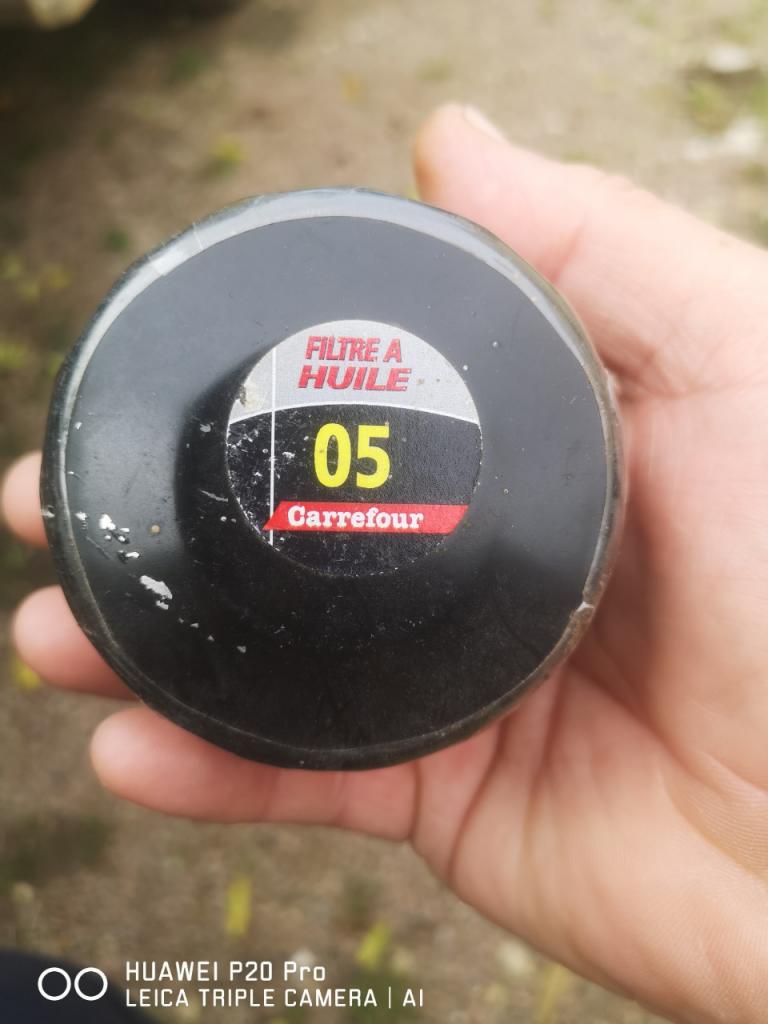 FILTRE A
HUILE
05
Carrefour
HUAWEI P20 Pro
LEICA TRIPLE CAMERA | AI